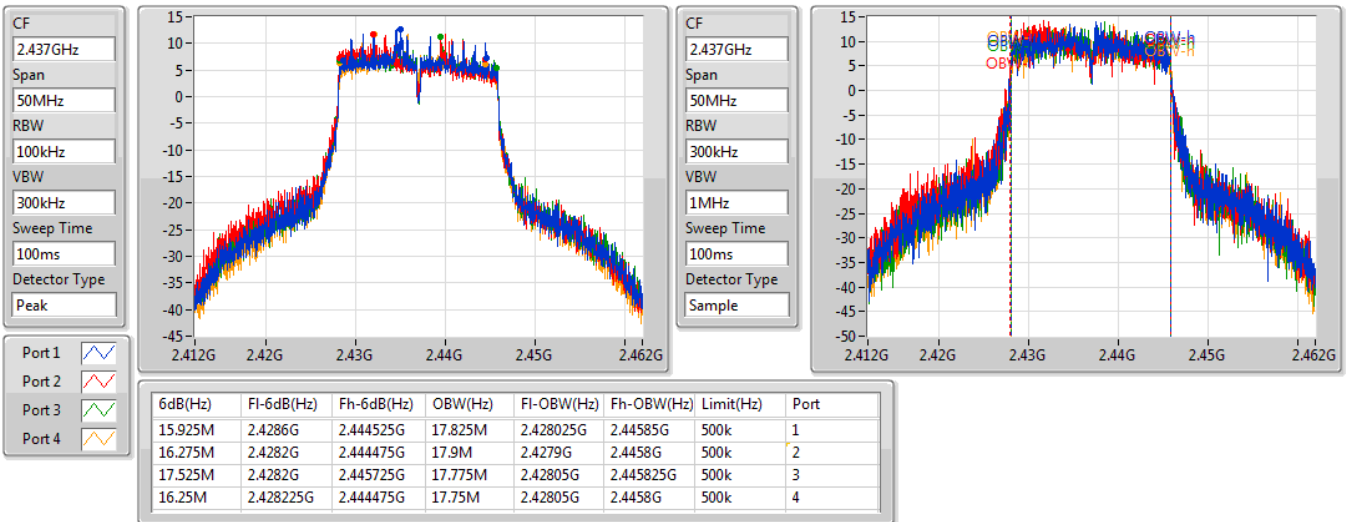 CF
2.437GHz
Span
50MHz
RBW
100kHz
VBW
300kHz
Sweep Time
100ms
Detector Type
Peak
15
10
5
0
-5
-10
-15
-20
-25
-30
-35
-40
-45
2.412G 2.42G 2.43G 2.44G 2.45G 2.462G
Port 1
Port 2
Port 3
Port 4
CF
2.437GHz
Span
50MHz
RBW
300kHz
VBW
1MHz
Sweep Time
100ms
Detector Type
Sample
15
10
5
0
-5
-10
-15
-20
-25
-30
-35
-40
-45
-50
OBW-h
2.412G 2.42G 2.43G 2.44G 2.45G 2.462G
6dB(Hz) Fl-6dB(Hz) Fh-6dB(Hz) OBW(Hz) Fl-OBW(Hz) Fh-OBW(Hz) Limit(Hz) Port
15.925M 2.4286G 2.444525G 17.825M 2.428025G 2.44585G 500k 1
16.275M 2.4282G 2.444475G 17.9M 2.4279G 2.4458G 500k 2
17.525M 2.4282G 2.445725G 17.775M 2.42805G 2.445825G 500k 3
16.25M 2.428225G 2.444475G 17.75M 2.42805G 2.4458G 500k 4